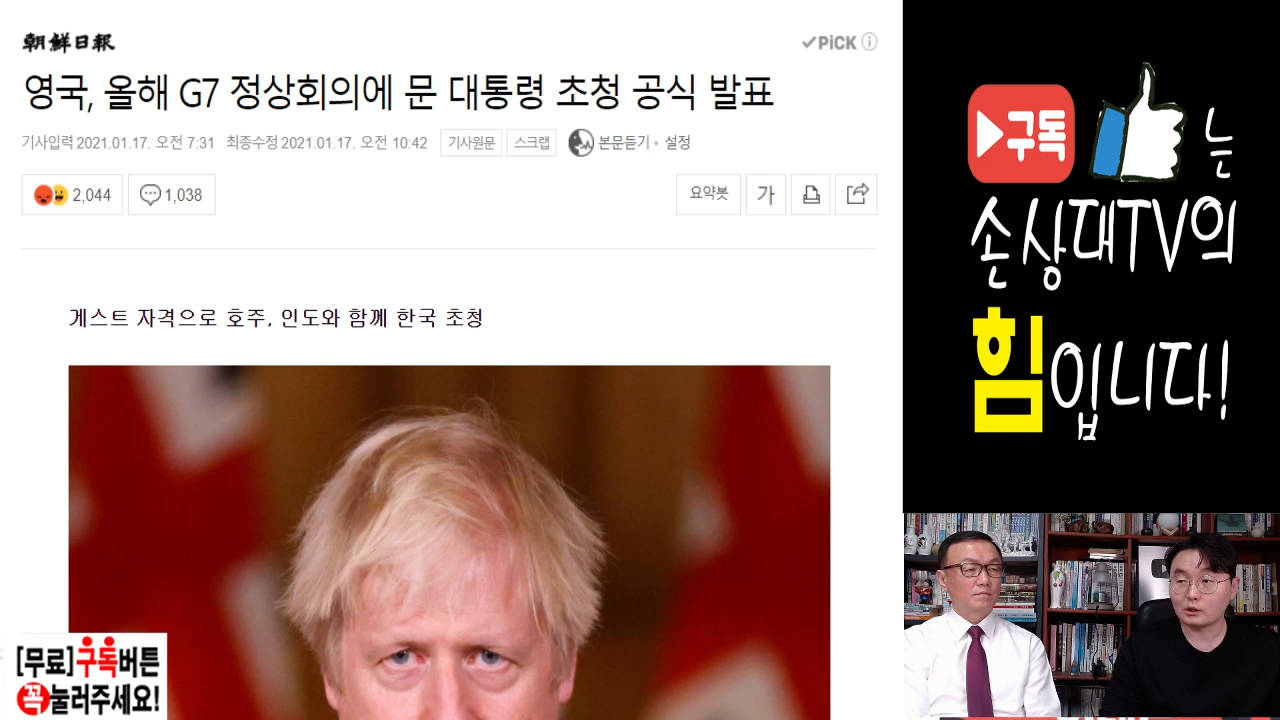 朝鮮日報
✓PiCK ⓘ
영국, 올해 G7 정상회의에 문 대통령 초청 공식 발표
기사입력 2021.01.17. 오전 7:31 최종수정 2021.01.17. 오전 10:42 기사원문 스크랩 본문듣기 · 설정
2,044 1,038 요약봇 가
게스트 자격으로 호주, 인도와 함께 한국 초청
[무료]구독버튼
꼭눌러주세요!
구독 는
손상대TV의
힘입니다!